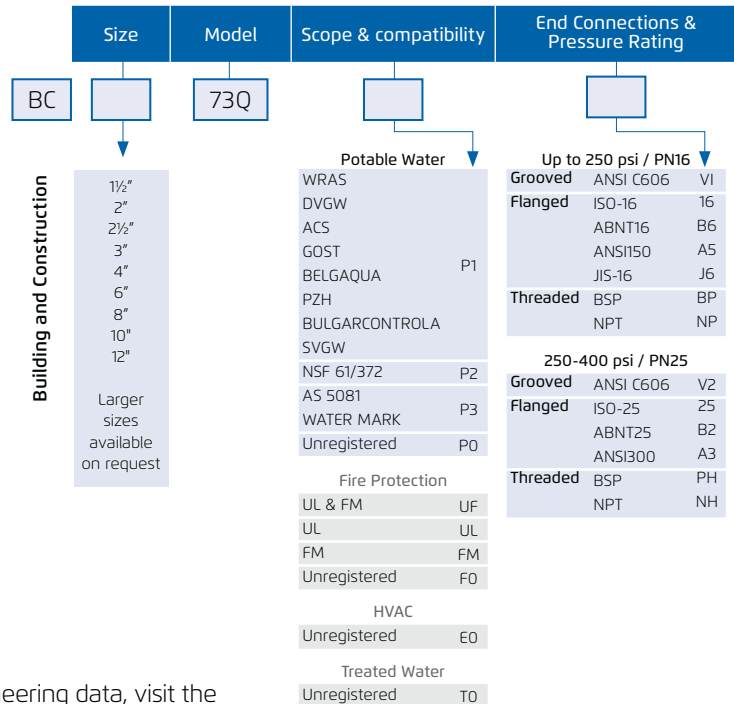 Size Model Scope & compatibility End Connections &
Pressure Rating
BC 73Q
Building and Construction
1½"
2"
2½"
3"
4"
6"
8"
10"
12"
Larger
sizes
available
on request
Potable Water
WRAS
DVGW
ACS
GOST
BELGAQUA
PZH
BULGARCONTROLA
SVGW
P1
NSF 61/372 P2
AS 5081
WATER MARK
P3
Unregistered P0
Fire Protection
UL & FM UF
UL UL
FM FM
Unregistered F0
HVAC
Unregistered E0
Treated Water
Unregistered T0
Up to 250 psi / PN16
Grooved ANSI C606 VI
Flanged ISO-16 16
ABNT16 B6
ANSI150 A5
JIS-16 J6
Threaded BSP BP
NPT NP
250-400 psi / PN25
Grooved ANSI C606 V2
Flanged ISO-25 25
ABNT25 B2
ANSI300 A3
Threaded BSP PH
NPT NH
neering data, visit the